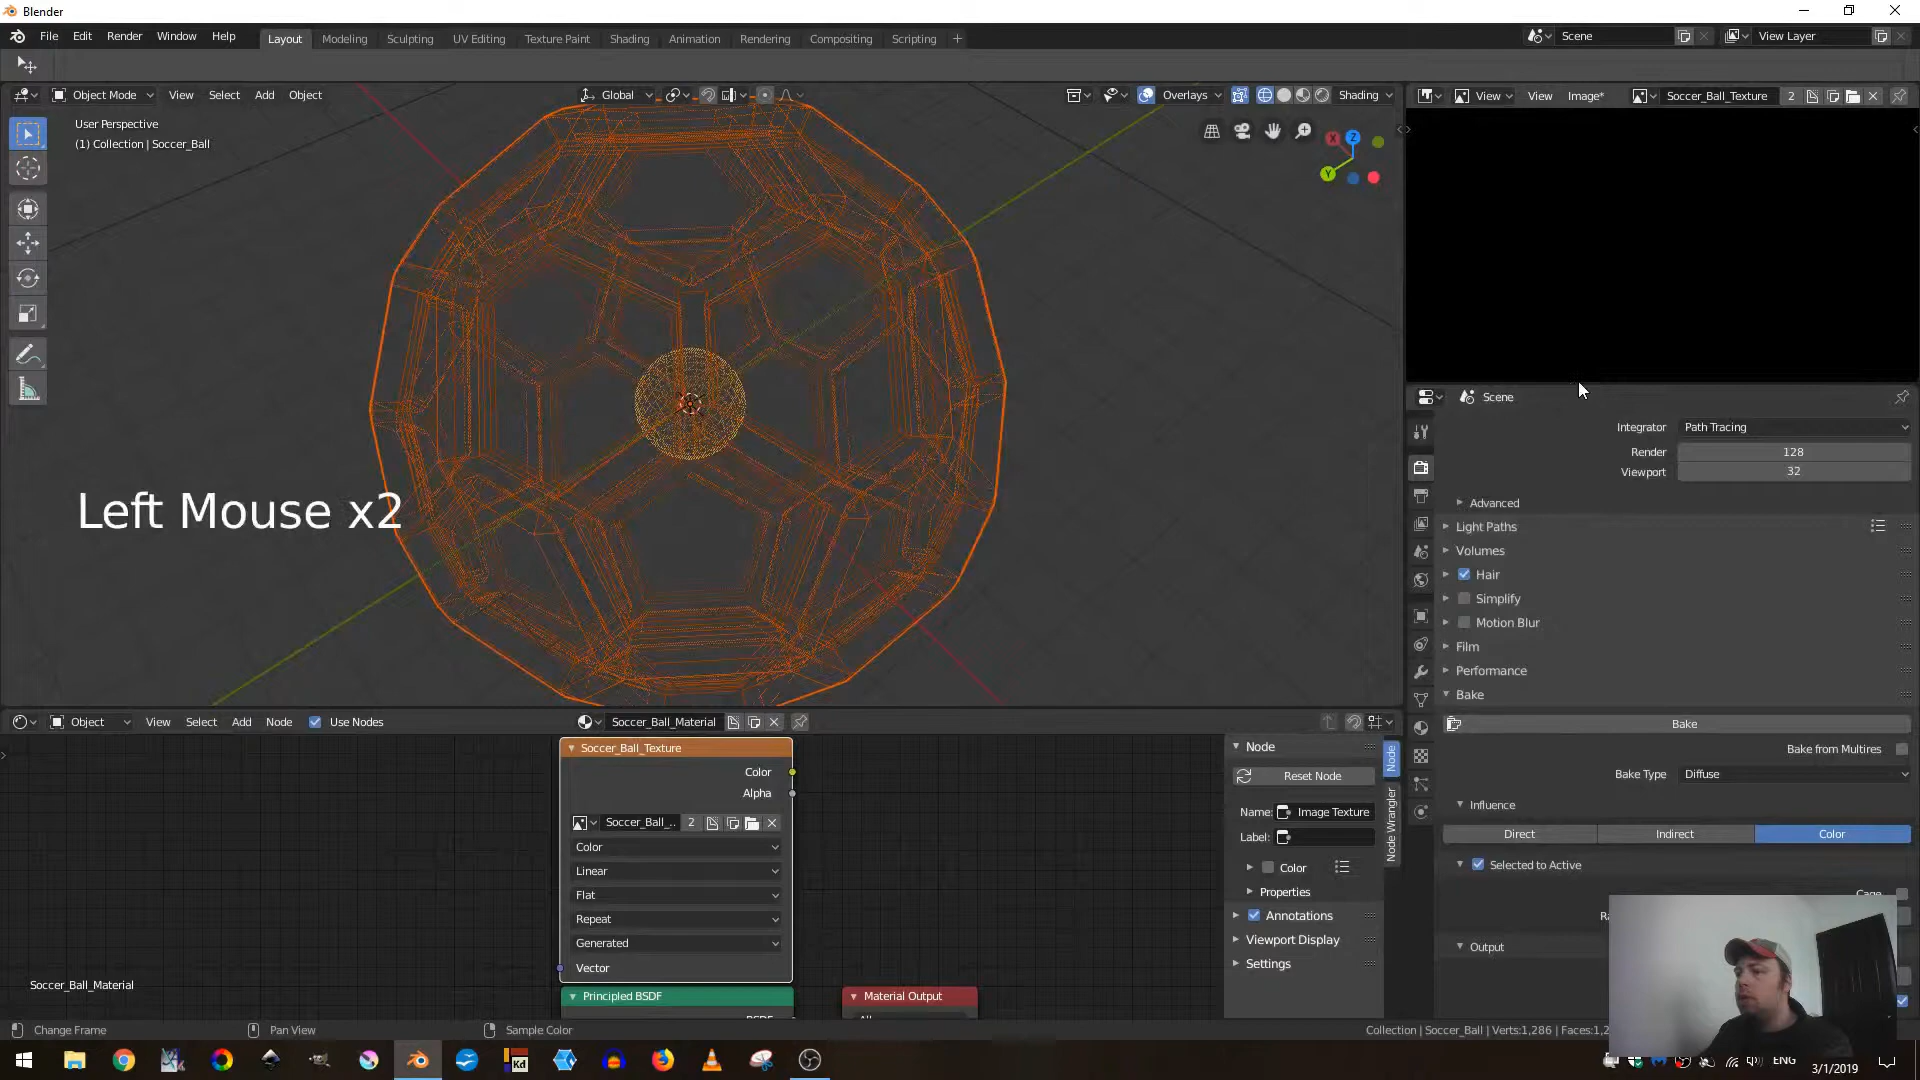 Blender
File Edit Render Window Help
Layout Modeling Sculpting UV Editing Texture Paint Shading Animation Rendering Compositing Scripting +
Scene
View Layer
Object Mode View Select Add Object
Global
Overlays
Shading
View View Image* Soccer_Ball_Texture 2
User Perspective
(1) Collection | Soccer_Ball
X Z Y
Left Mouse x2
Scene
Integrator Path Tracing
Render 128
Viewport 32
Advanced
Light Paths
Volumes
Hair
Simplify
Motion Blur
Film
Performance
Bake
Bake
Bake from Multires
Bake Type Diffuse
Influence
Direct Indirect Color
Selected to Active
Cage
Output
Object View Select Add Node Use Nodes Soccer_Ball_Material
Soccer_Ball_Texture
Color
Alpha
Soccer_Ball_.. 2
Color
Linear
Flat
Repeat
Generated
Vector
Principled BSDF
BSDF
Material Output
All
Node
Reset Node
Name: Image Texture
Label:
Color
Properties
Annotations
Viewport Display
Settings
Node
Node Wrangler
Soccer_Ball_Material
Change Frame Pan View Sample Color
Collection | Soccer_Ball | Verts:1,286 | Faces:1,2
Kd
ENG
3/1/2019